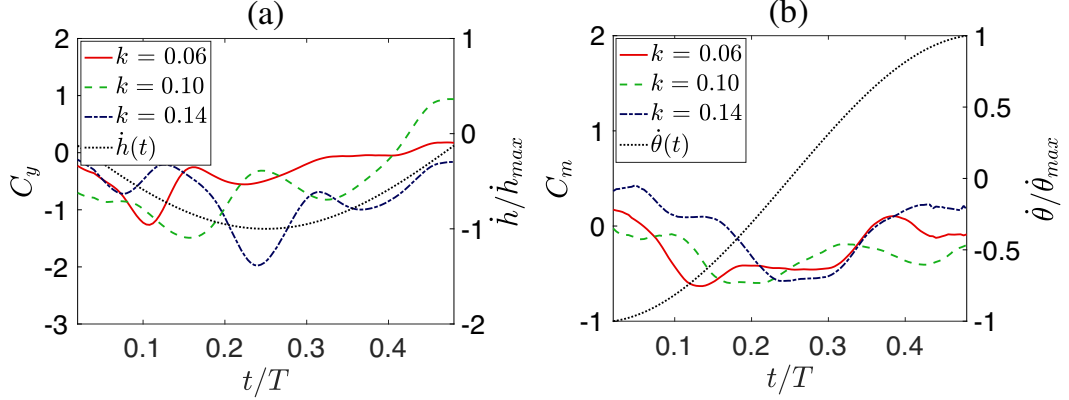 (a)
2
1
0
-1
-2
-3
C_y
k = 0.06
k = 0.10
k = 0.14
ḣ(t)
1
0
-1
-2
ḣ/ḣ_max
0.1 0.2 0.3 0.4
t/T
(b)
2
1
0
-1
C_m
k = 0.06
k = 0.10
k = 0.14
θ̇(t)
1
0.5
0
-0.5
-1
θ̇/θ̇_max
0.1 0.2 0.3 0.4
t/T